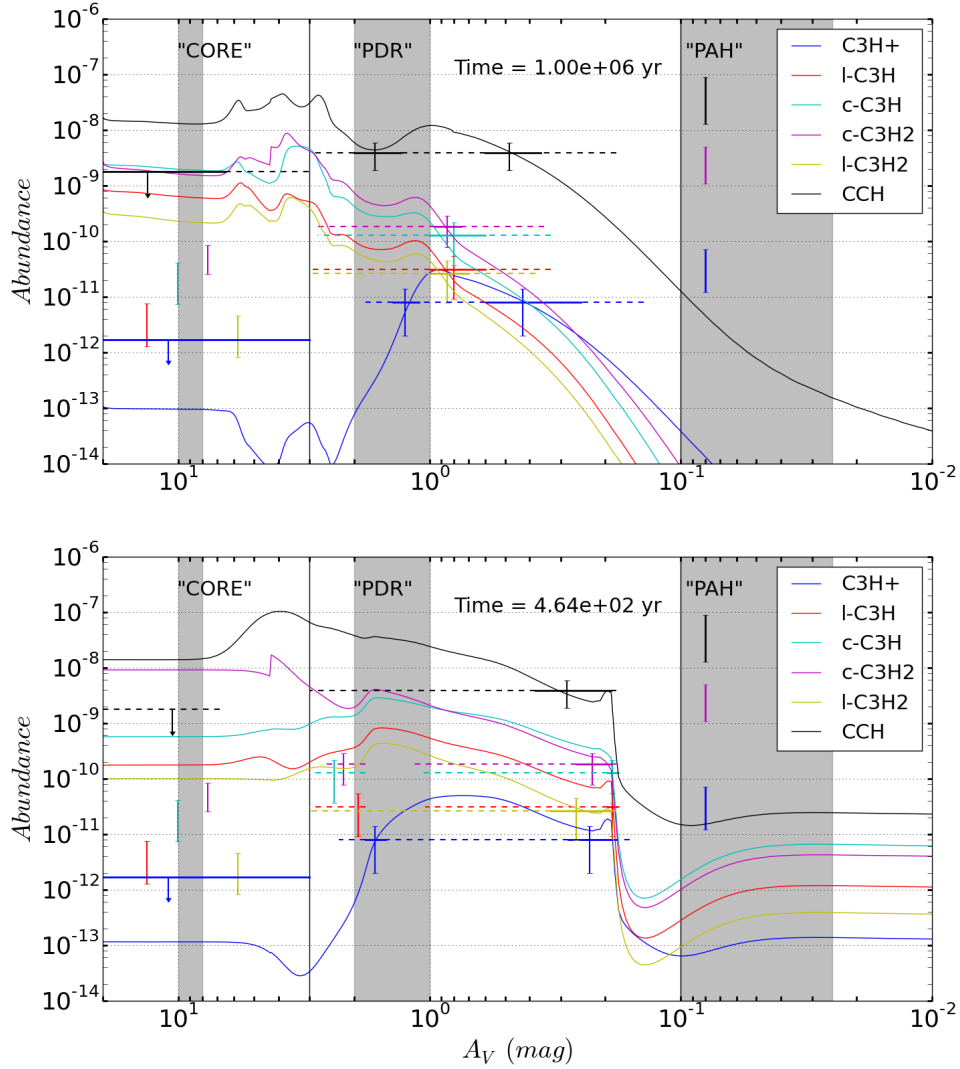 10^-6
"CORE" "PDR" "PAH"
Time = 1.00e+06 yr
C3H+
l-C3H
c-C3H
c-C3H2
l-C3H2
CCH
10^-7
10^-8
10^-9
10^-10
10^-11
10^-12
10^-13
10^-14
Abundance
10^1 10^0 10^-1 10^-2
10^-6
"CORE" "PDR" "PAH"
Time = 4.64e+02 yr
C3H+
l-C3H
c-C3H
c-C3H2
l-C3H2
CCH
10^-7
10^-8
10^-9
10^-10
10^-11
10^-12
10^-13
10^-14
Abundance
10^1 10^0 10^-1 10^-2
A_V (mag)